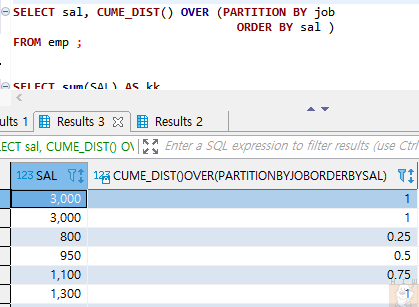 SELECT sal, CUME_DIST() OVER (PARTITION BY job
ORDER BY sal )
FROM emp ;
SELECT sum(SAL) AS kk
ults 1 Results 3 Results 2
ECT sal, CUME_DIST() OV Enter a SQL expression to filter results (use Ctrl
123 SAL 123 CUME_DIST()OVER(PARTITIONBYJOBORDERBYSAL)
3,000 1
3,000 1
800 0.25
950 0.5
1,100 0.75
1,300 1